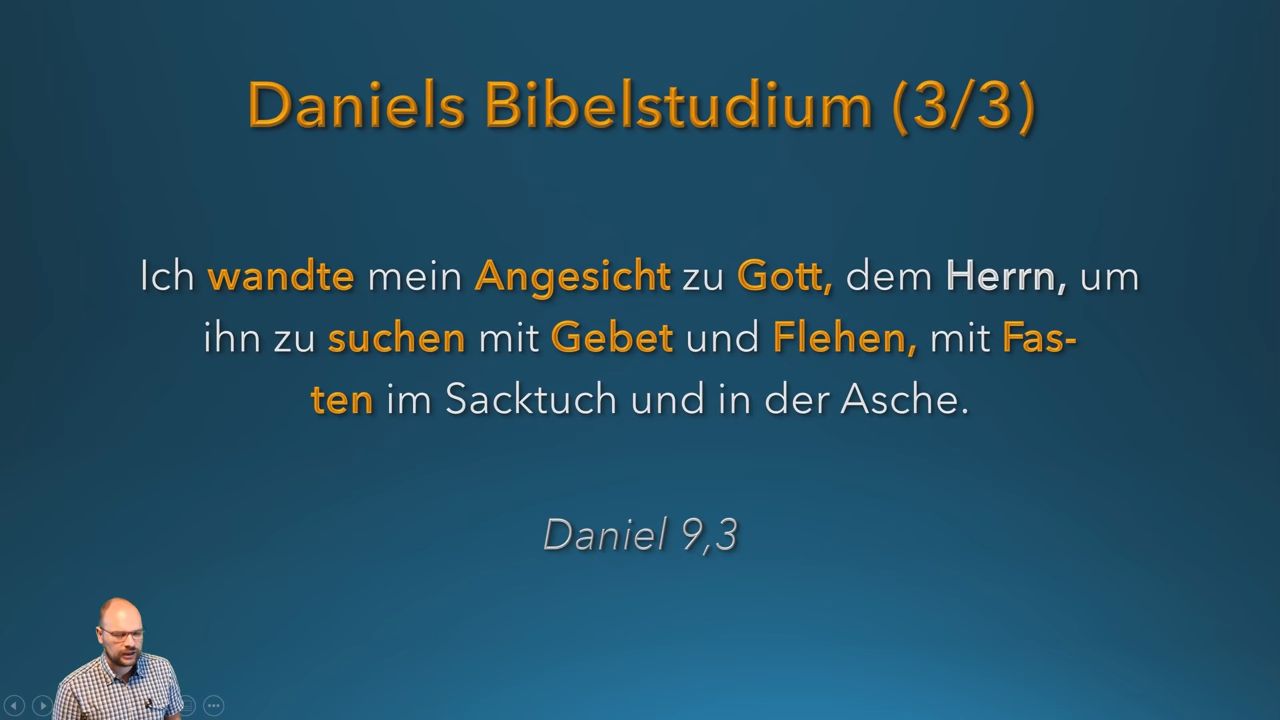 Daniels Bibelstudium (3/3)
Ich wandte mein Angesicht zu Gott, dem Herrn, um
ihn zu suchen mit Gebet und Flehen, mit Fas-
ten im Sacktuch und in der Asche.
Daniel 9,3